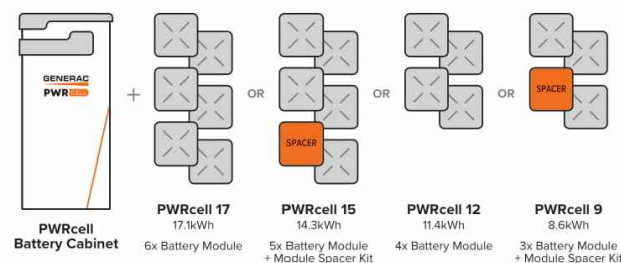 GENERAC
PWRcell
+
OR
SPACER
OR
OR
SPACER
PWRcell
Battery Cabinet
PWRcell 17
17.1kWh
6x Battery Module
PWRcell 15
14.3kWh
5x Battery Module
+ Module Spacer Kit
PWRcell 12
11.4kWh
4x Battery Module
PWRcell 9
8.6kWh
3x Battery Module
+ Module Spacer Kit